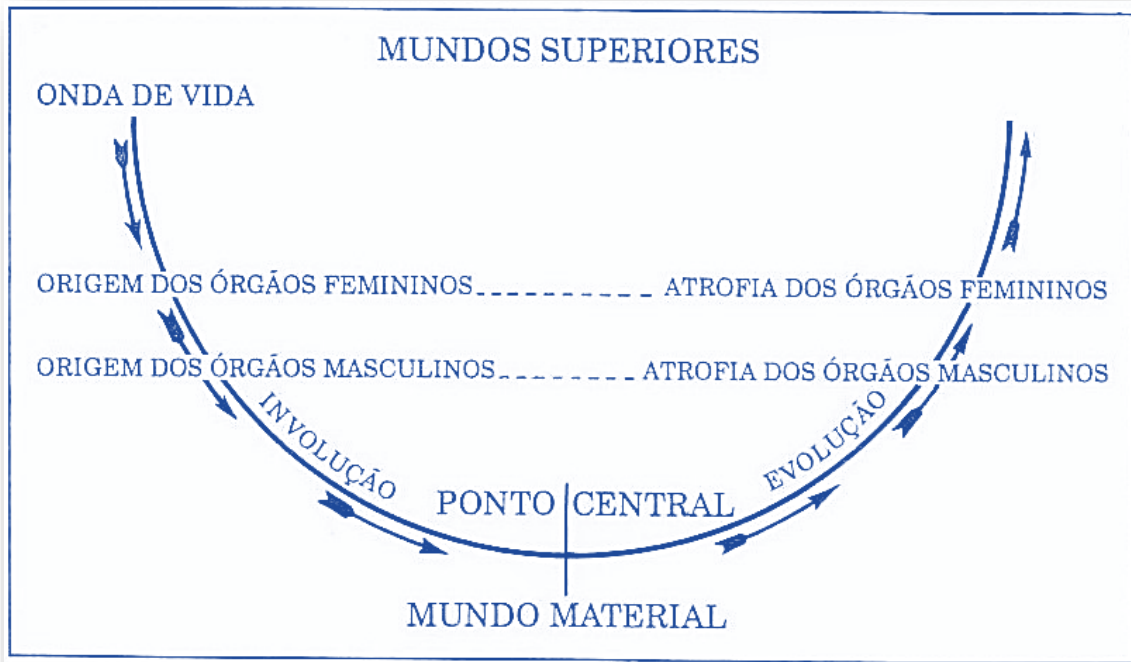 MUNDOS SUPERIORES
ONDA DE VIDA
ORIGEM DOS ÓRGÃOS FEMININOS ATROFIA DOS ÓRGÃOS FEMININOS
ORIGEM DOS ÓRGÃOS MASCULINOS ATROFIA DOS ÓRGÃOS MASCULINOS
INVOLUÇÃO
EVOLUÇÃO
PONTO CENTRAL
MUNDO MATERIAL